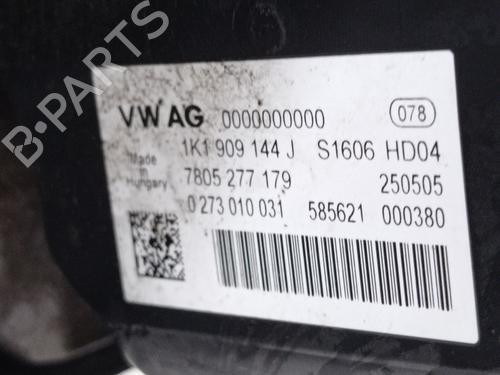 B-PARTS
VW AG 0000000000 078
1K1 909 144 J S1606 HD04
Made in Hungary
7805 277 179 250505
0 273 010 031 585621 000380
B-PARTS